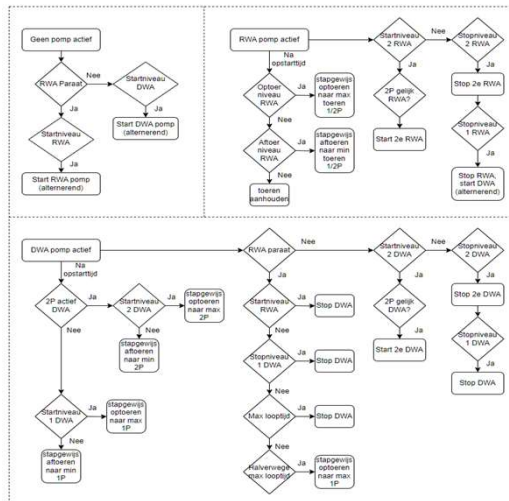 Geen pomp actief
RWA Paraat
Nee
Startniveau
DWA
Ja
Ja
Startniveau
RWA
Start DWA pomp
(alternerend)
Ja
Start RWA pomp
(alternerend)
RWA pomp actief
Na
opstarttijd
Startniveau
2 RWA
Nee
Stopniveau
2 RWA
Ja
Ja
Optoer
niveau
RWA
Ja
stapgewijs
optoeren
naar max
toeren
1/2P
2P gelijk
RWA?
Stop 2e RWA
Nee
Ja
Aftoer
niveau
RWA
Ja
stapgewijs
aftoeren
naar min
toeren
1/2P
Start 2e RWA
Stopniveau
1 RWA
Nee
Ja
toeren
aanhouden
Stop RWA,
start DWA
(alternerend)
DWA pomp actief
Na
opstarttijd
RWA paraat
Nee
Startniveau
2 DWA
Nee
Stopniveau
2 DWA
Ja
Ja
Ja
2P actief
DWA
Ja
Startniveau
2 DWA
Ja
stapgewijs
optoeren
naar max
2P
Nee
Nee
stapgewijs
aftoeren
naar min
2P
Startniveau
RWA
Ja
Stop DWA
Nee
2P gelijk
DWA?
Stop 2e DWA
Ja
Start 2e DWA
Stopniveau
1 DWA
Ja
Stop DWA
Stopniveau
1 DWA
Ja
Stop DWA
Nee
Startniveau
1 DWA
Ja
stapgewijs
optoeren
naar max
1P
Nee
stapgewijs
aftoeren
naar min
1P
Max looptijd
Ja
Stop DWA
Nee
Halverwege
max looptijd
Ja
stapgewijs
optoeren
naar max
1P